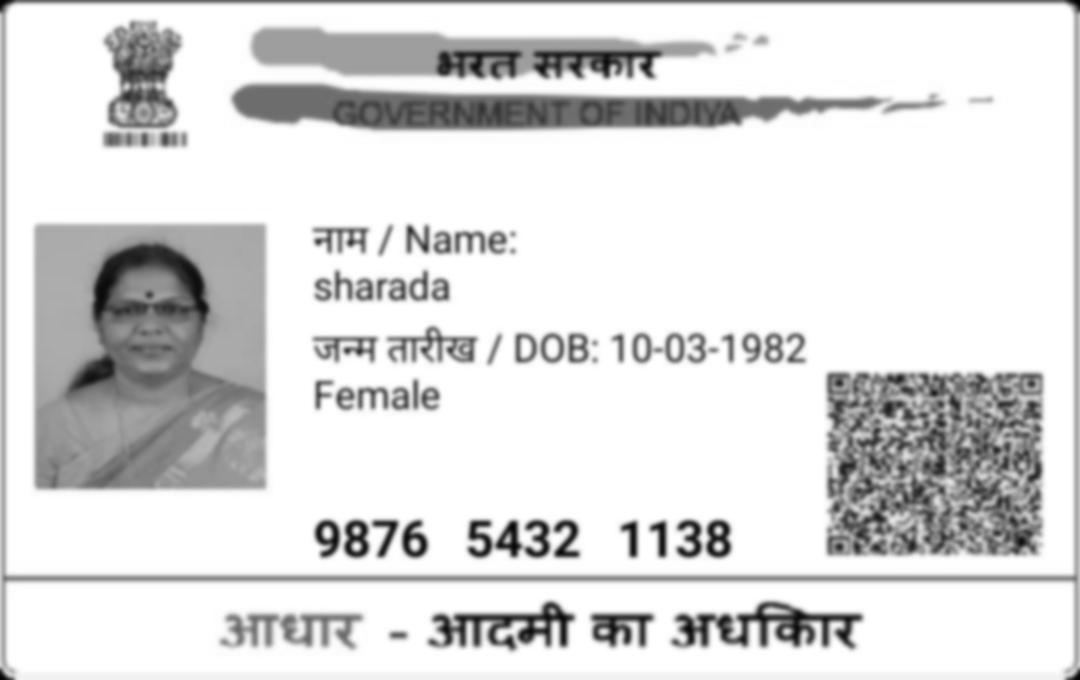 भरत सरकार
GOVERNMENT OF INDIYA
नाम / Name:
sharada
जन्म तारीख / DOB: 10-03-1982
Female
9876 5432 1138
आधार - आदमी का अधकिार